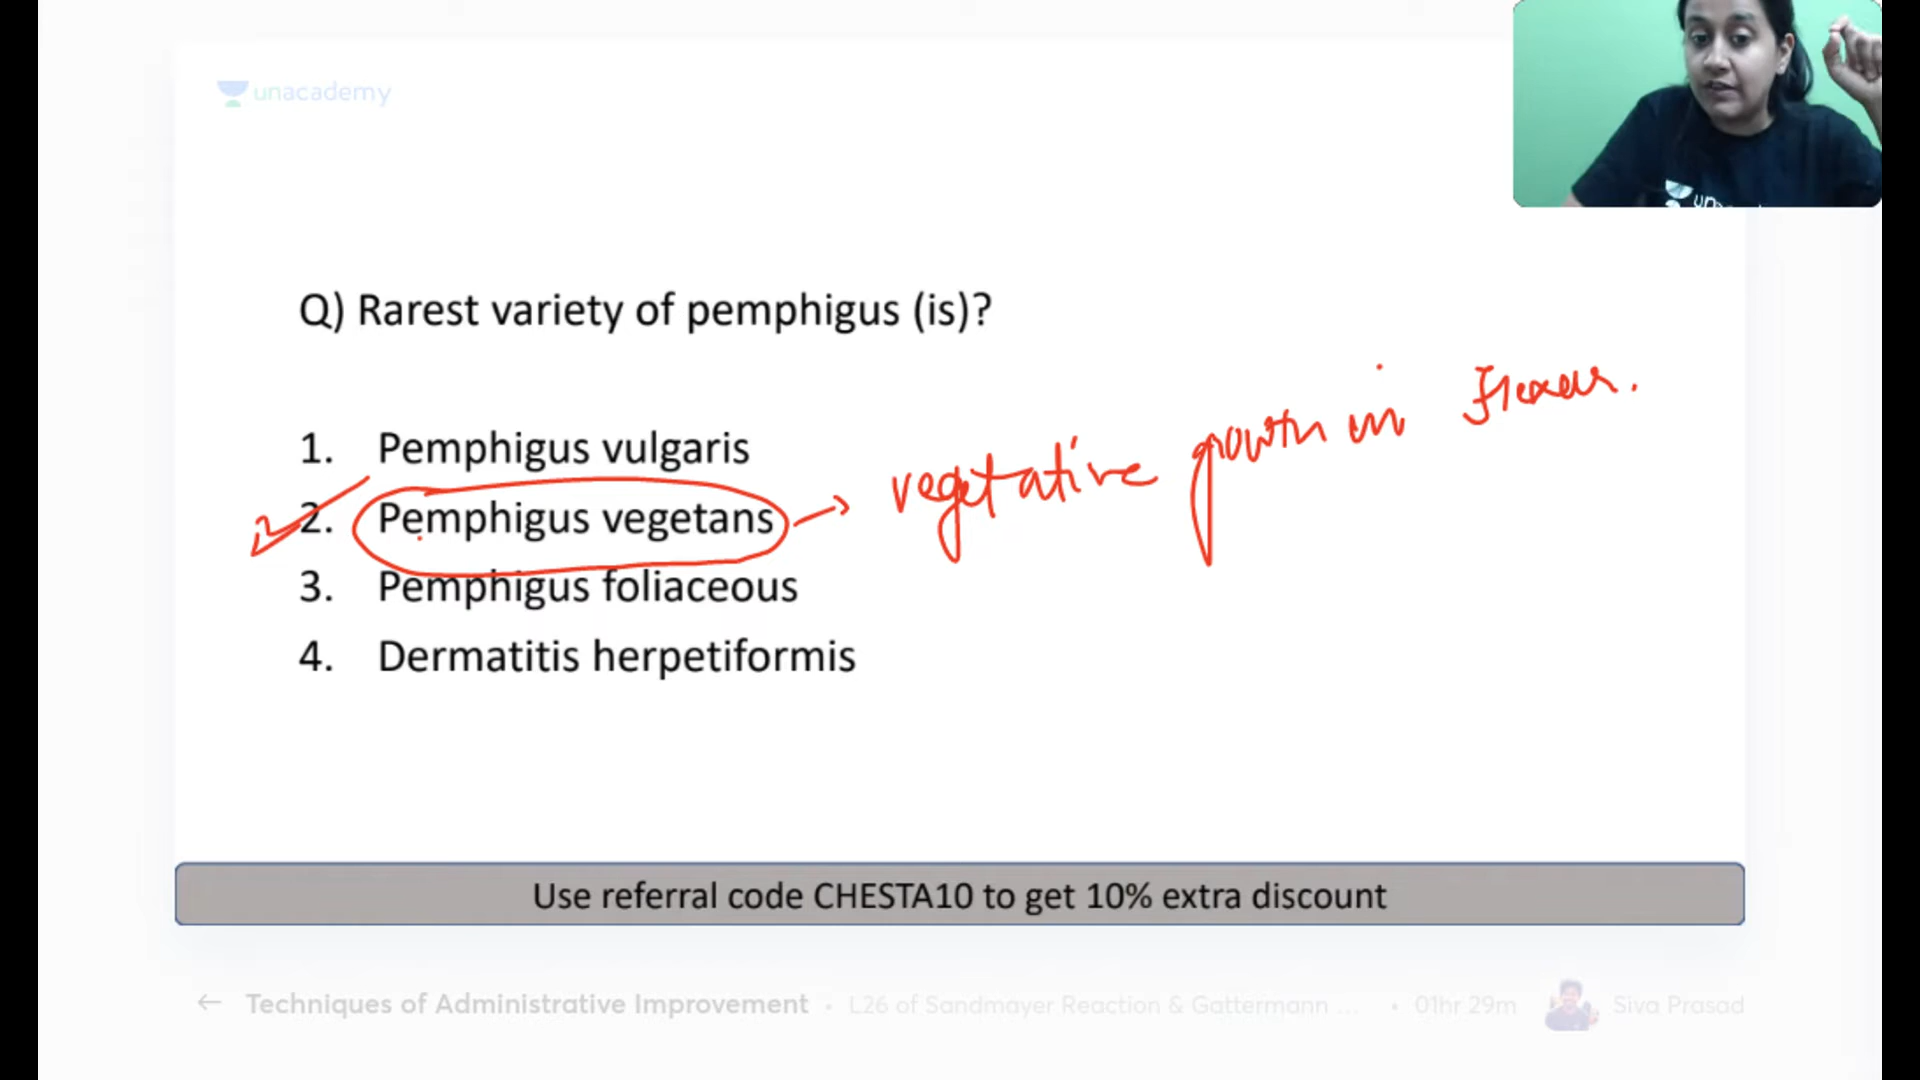 unacademy
Q) Rarest variety of pemphigus (is)?
1. Pemphigus vulgaris
2. Pemphigus vegetans → vegetative growth in
3. Pemphigus foliaceous
4. Dermatitis herpetiformis
Use referral code CHESTA10 to get 10% extra discount
← Techniques of Administrative Improvement • L26 of Sandmayer Reaction & Gattermann ... • 01hr 29m Siva Prasad